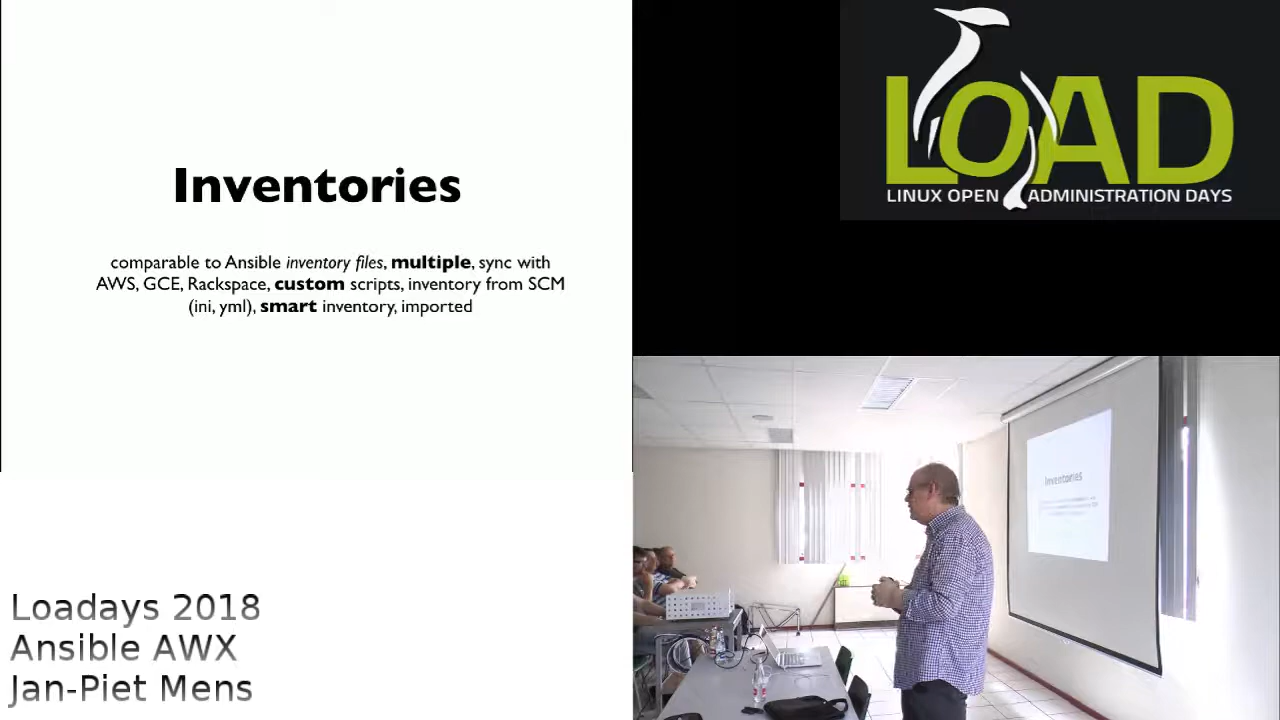 Inventories
comparable to Ansible inventory files, multiple, sync with
AWS, GCE, Rackspace, custom scripts, inventory from SCM
(ini, yml), smart inventory, imported
LOAD
LINUX OPEN ADMINISTRATION DAYS
Inventories
Loadays 2018
Ansible AWX
Jan-Piet Mens